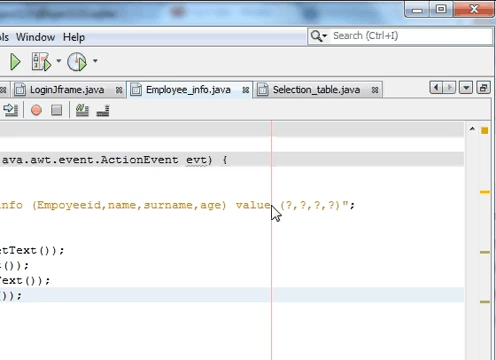 ls Window Help
Search (Ctrl+I)
LoginJframe.java Employee_info.java Selection_table.java
ava.awt.event.ActionEvent evt) {
nfo (Empoyeeid,name,surname,age) value (?,?,?,?)";
etText());
t());
Text());
());